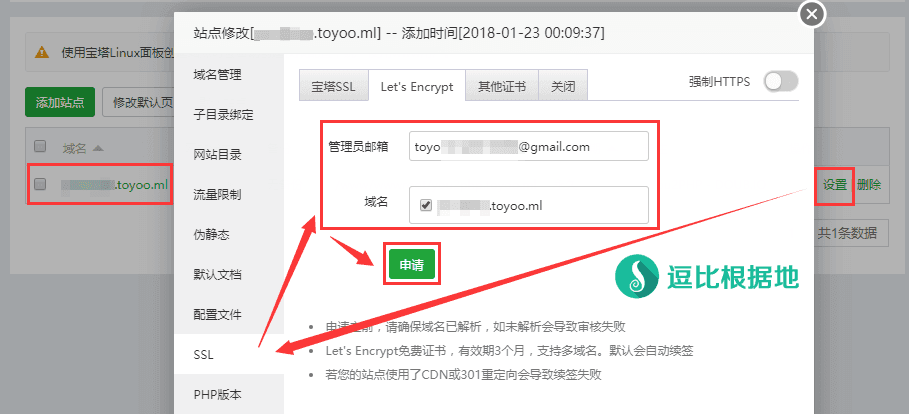 站点修改[.toyoo.ml] -- 添加时间[2018-01-23 00:09:37]
使用宝塔Linux面板创
添加站点
修改默认页
域名
.toyoo.ml
设置
删除
共1条数据
域名管理
子目录绑定
网站目录
流量限制
伪静态
默认文档
配置文件
SSL
PHP版本
宝塔SSL
Let's Encrypt
其他证书
关闭
强制HTTPS
管理员邮箱
toyo
@gmail.com
域名
.toyoo.ml
申请
逗比根据地
申请之前，请确保域名已解析，如未解析会导致审核失败
Let's Encrypt免费证书，有效期3个月，支持多域名。默认会自动续签
若您的站点使用了CDN或301重定向会导致续签失败